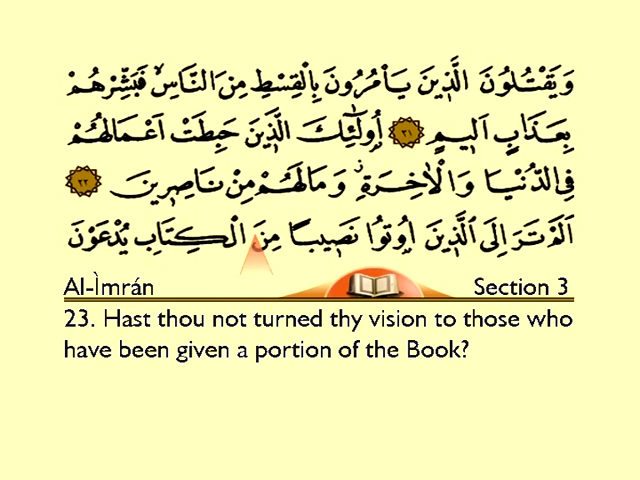 وَيَقْتُلُونَ الَّذِينَ يَأْمُرُونَ بِالْقِسْطِ مِنَ النَّاسِ فَبَشِّرْهُمْ
بِعَذَابٍ أَلِيمٍ ٢١ أُولَٰئِكَ الَّذِينَ حَبِطَتْ أَعْمَالُهُمْ
فِي الدُّنْيَا وَالْآخِرَةِ وَمَا لَهُمْ مِنْ نَاصِرِينَ ٢٢
أَلَمْ تَرَ إِلَى الَّذِينَ أُوتُوا نَصِيبًا مِنَ الْكِتَابِ يُدْعَوْنَ
Al-Ìmrán Section 3
23. Hast thou not turned thy vision to those who
have been given a portion of the Book?